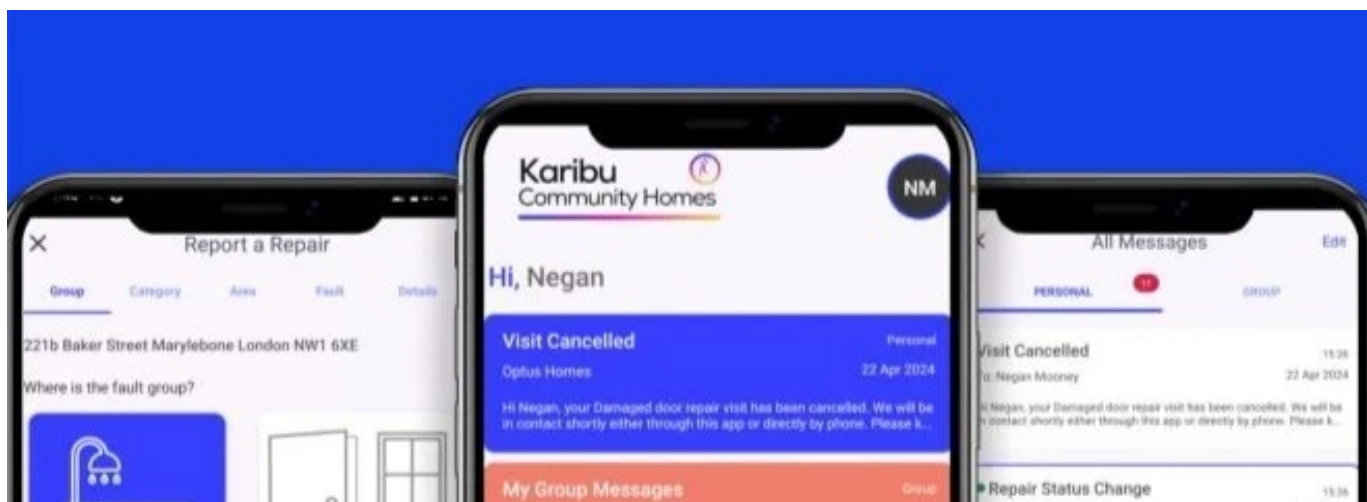 Report a Repair
Group Category Area Fault Details
221b Baker Street Marylebone London NW1 6XE
Where is the fault group?
Karibu
Community Homes
NM
Hi, Negan
Visit Cancelled Personal
Optus Homes 22 Apr 2024
Hi Negan, your Damaged door repair visit has been cancelled. We will be
in contact shortly either through this app or directly by phone. Please k...
My Group Messages Group
All Messages Edit
PERSONAL 11 GROUP
Visit Cancelled 15:26
To: Negan Mooney 22 Apr 2024
Hi Negan, your Damaged door repair visit has been cancelled. We will be
in contact shortly either through this app or directly by phone. Please k...
Repair Status Change